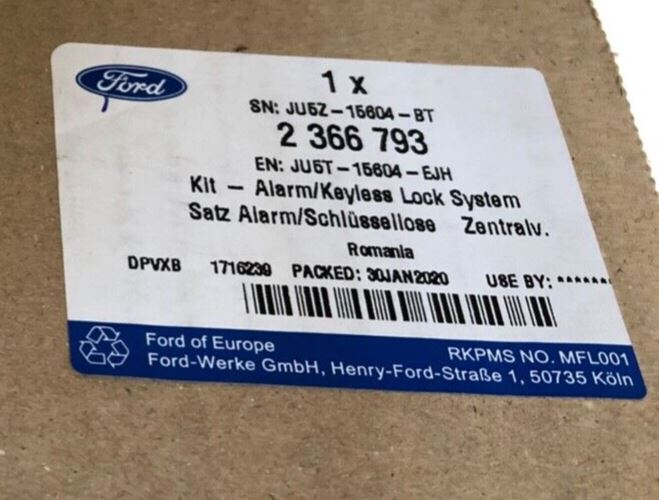 Ford
1 x
SN: JU5Z-15604-BT
2 366 793
EN: JU5T-15604-EJH
Kit - Alarm/Keyless Lock System
Satz Alarm/Schlüssellose Zentralv.
Romania
DPVXB 1716239 PACKED: 30JAN2020 USE BY: ******
Ford of Europe
RKPMS NO. MFL001
Ford-Werke GmbH, Henry-Ford-Straße 1, 50735 Köln